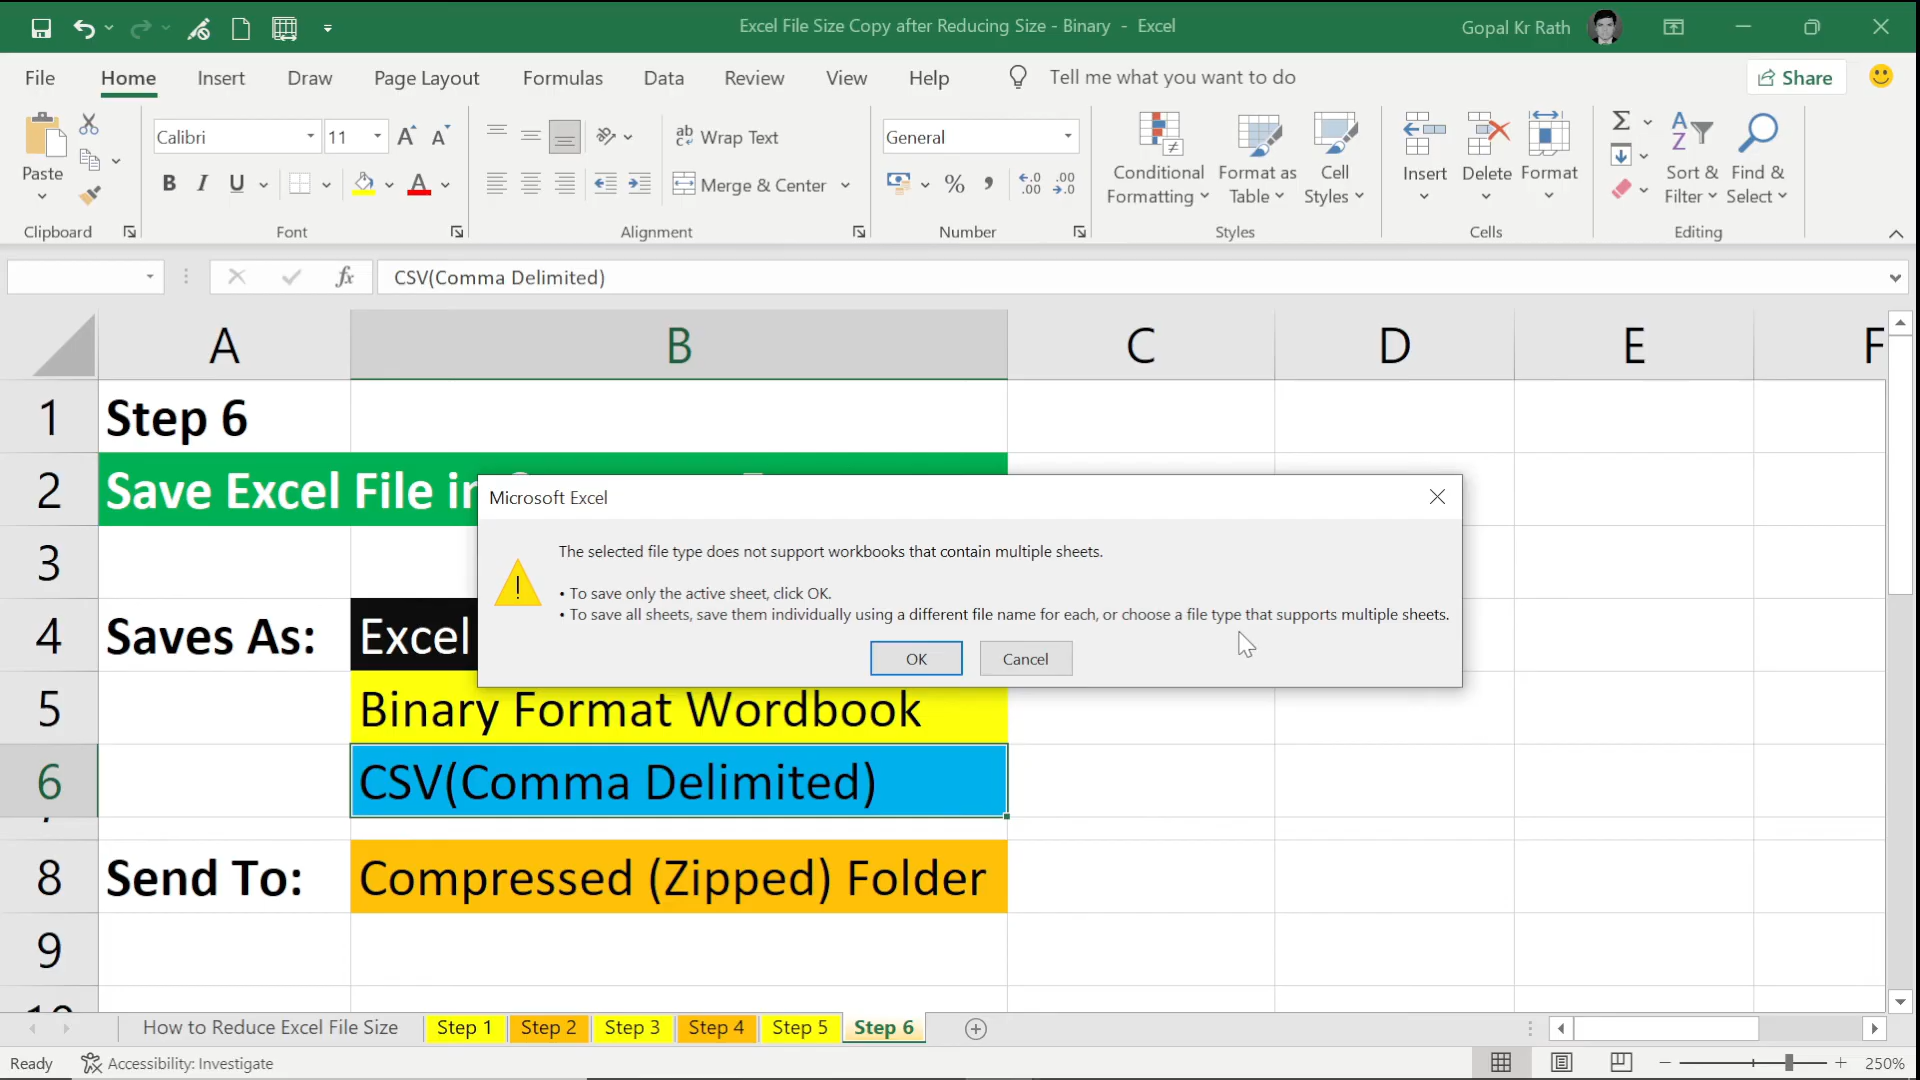 Excel File Size Copy after Reducing Size - Binary - Excel
Gopal Kr Rath
File Home Insert Draw Page Layout Formulas Data Review View Help Tell me what you want to do Share
Calibri 11
Wrap Text
General
Paste
Merge & Center
Conditional Formatting
Format as Table
Cell Styles
Insert
Delete
Format
Sort & Filter
Find & Select
Clipboard Font Alignment Number Styles Cells Editing
fx CSV(Comma Delimited)
A B C D E F
1 Step 6
2 Save Excel File in
3
4 Saves As: Excel
5 Binary Format Wordbook
6 CSV(Comma Delimited)
8 Send To: Compressed (Zipped) Folder
9
Microsoft Excel
The selected file type does not support workbooks that contain multiple sheets.
• To save only the active sheet, click OK.
• To save all sheets, save them individually using a different file name for each, or choose a file type that supports multiple sheets.
OK Cancel
How to Reduce Excel File Size Step 1 Step 2 Step 3 Step 4 Step 5 Step 6
Ready Accessibility: Investigate 250%